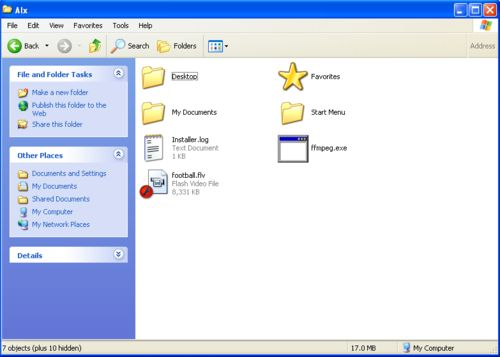 Alx
File Edit View Favorites Tools Help
Back Search Folders Address
File and Folder Tasks
Make a new folder
Publish this folder to the
Web
Share this folder
Other Places
Documents and Settings
My Documents
Shared Documents
My Computer
My Network Places
Details
Desktop
Favorites
My Documents
Start Menu
Installer.log
Text Document
1 KB
ffmpeg.exe
football.flv
Flash Video File
8,331 KB
7 objects (plus 10 hidden) 17.0 MB My Computer